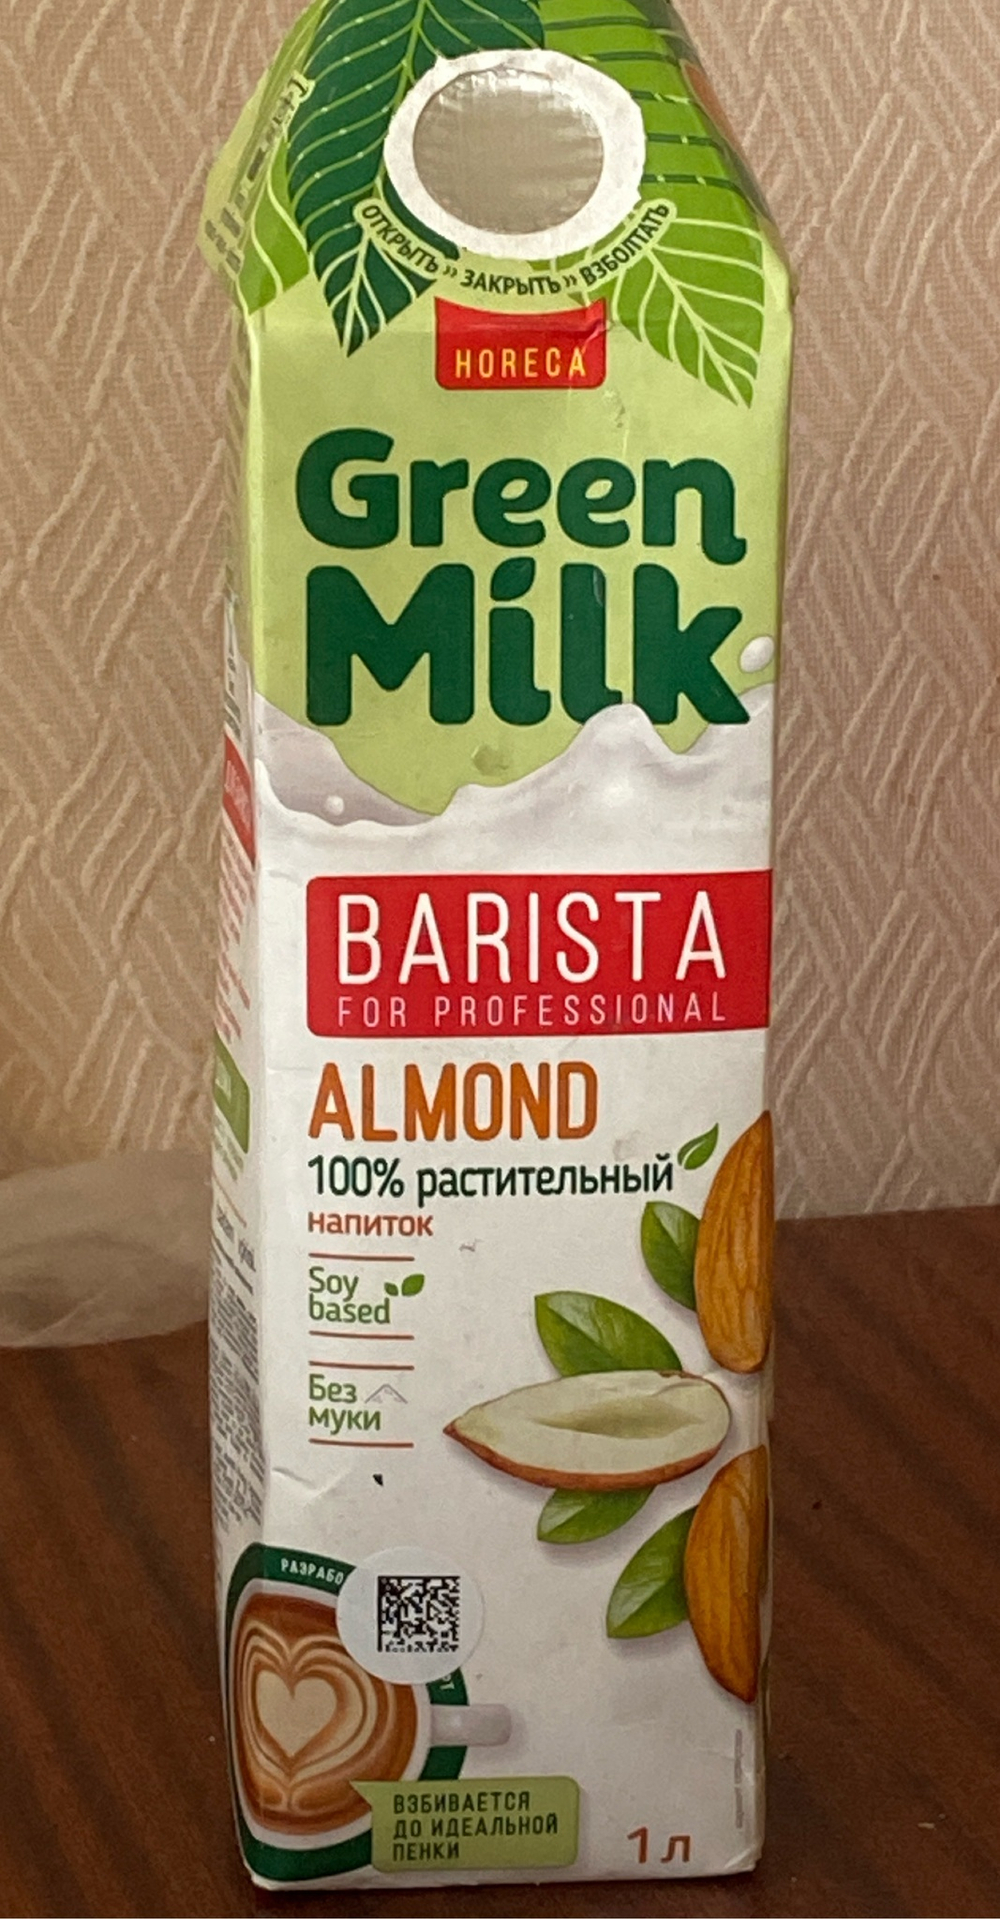 ОТКРЫТЬ » ЗАКРЫТЬ » ВЗБОЛТАТЬ
HORECA
Green
Milk
BARISTA
FOR PROFESSIONAL
ALMOND
100% растительный
напиток
Soy
based
Без
муки
РАЗРАБО
ВЗБИВАЕТСЯ
ДО ИДЕАЛЬНОЙ
ПЕНКИ
1 л